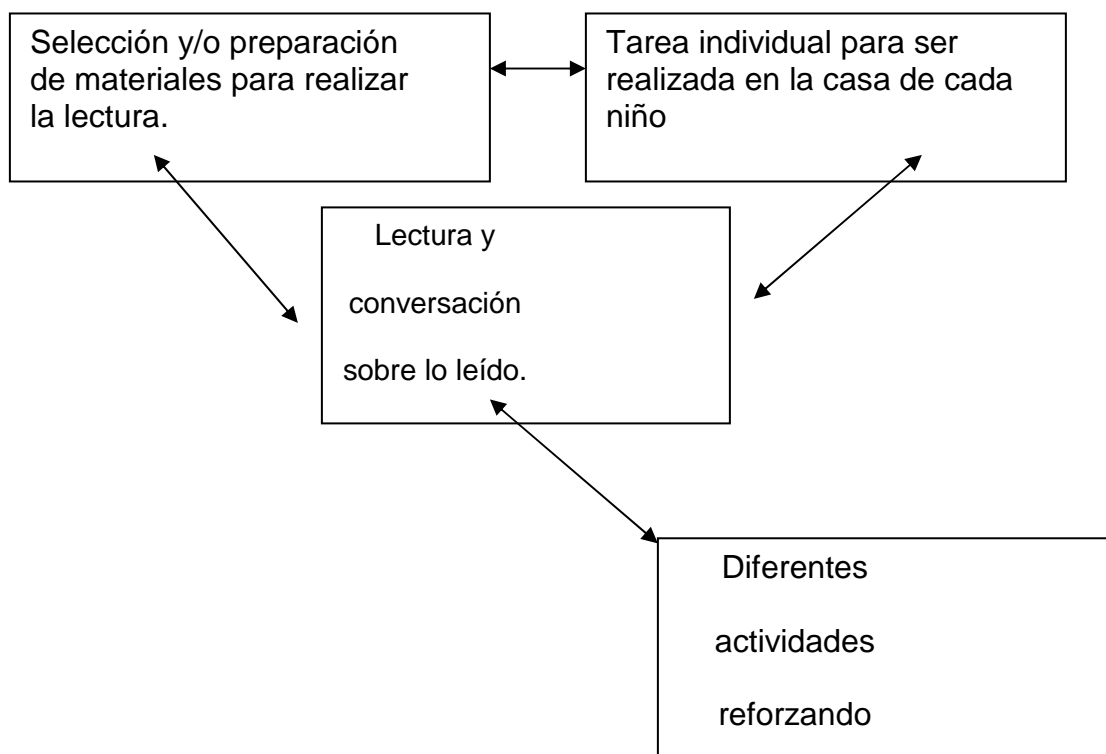 Selección y/o preparación
de materiales para realizar
la lectura.
Tarea individual para ser
realizada en la casa de cada
niño
Lectura y
conversación
sobre lo leído.
Diferentes
actividades
reforzando